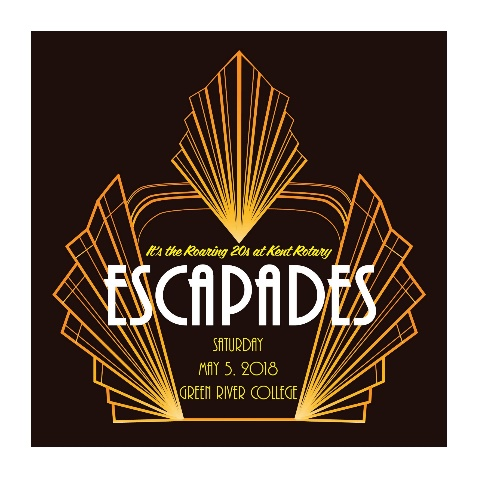 It's the Roaring 20s at Kent Rotary
ESCAPADES
SATURDAY
MAY 5, 2018
GREEN RIVER COLLEGE